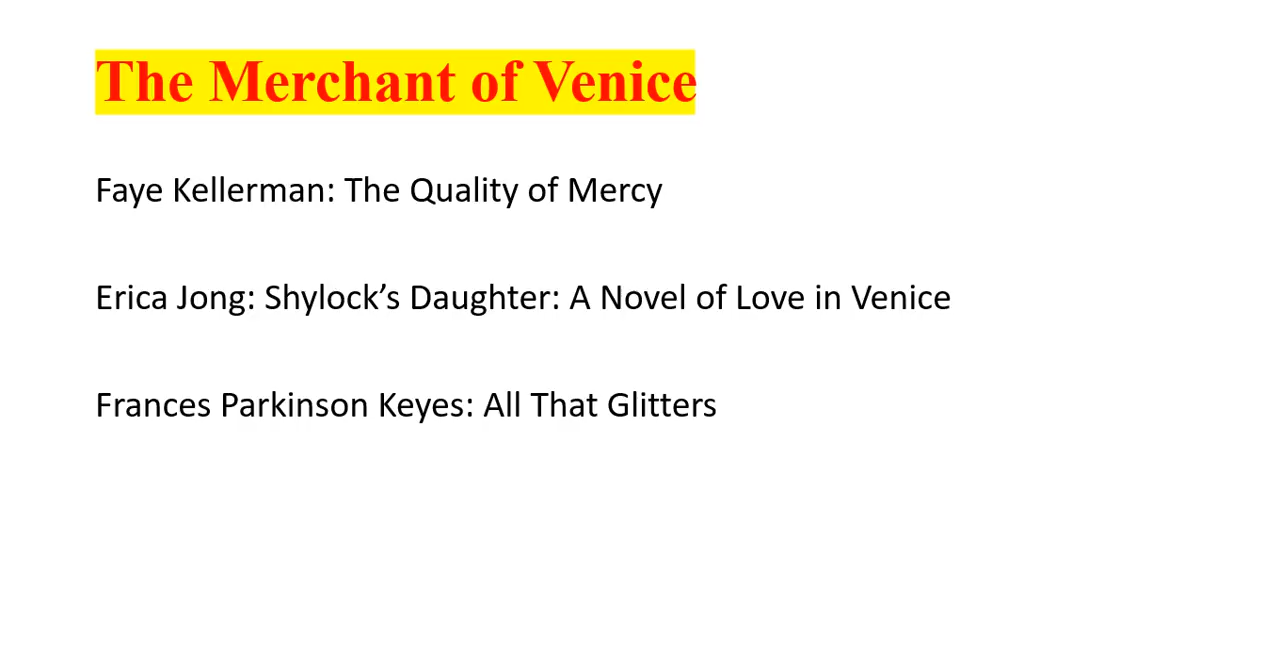 The Merchant of Venice
Faye Kellerman: The Quality of Mercy
Erica Jong: Shylock’s Daughter: A Novel of Love in Venice
Frances Parkinson Keyes: All That Glitters